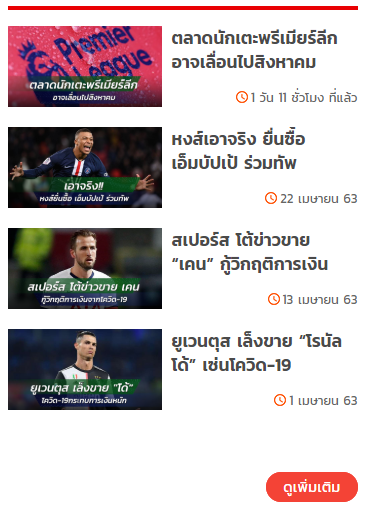 Premier
League
ตลาดนักเตะพรีเมียร์ลีก
อาจเลื่อนไปสิงหาคม
ตลาดนักเตะพรีเมียร์ลีก
อาจเลื่อนไปสิงหาคม
1 วัน 11 ชั่วโมง ที่แล้ว
เอาจริง!!
หงส์ยื่นซื้อ เอ็มบัปเป้ ร่วมทัพ
หงส์เอาจริง ยื่นซื้อ
เอ็มบัปเป้ ร่วมทัพ
22 เมษายน 63
สเปอร์ส โต้ข่าวขาย เคน
กู้วิกฤติการเงินจากโควิด-19
สเปอร์ส โต้ข่าวขาย
“เคน” กู้วิกฤติการเงิน
13 เมษายน 63
ยูเวนตุส เล็งขาย “โด้”
โควิด-19กระทบการเงินหนัก
ยูเวนตุส เล็งขาย “โรนัล
โด้” เซ่นโควิด-19
1 เมษายน 63
ดูเพิ่มเติม